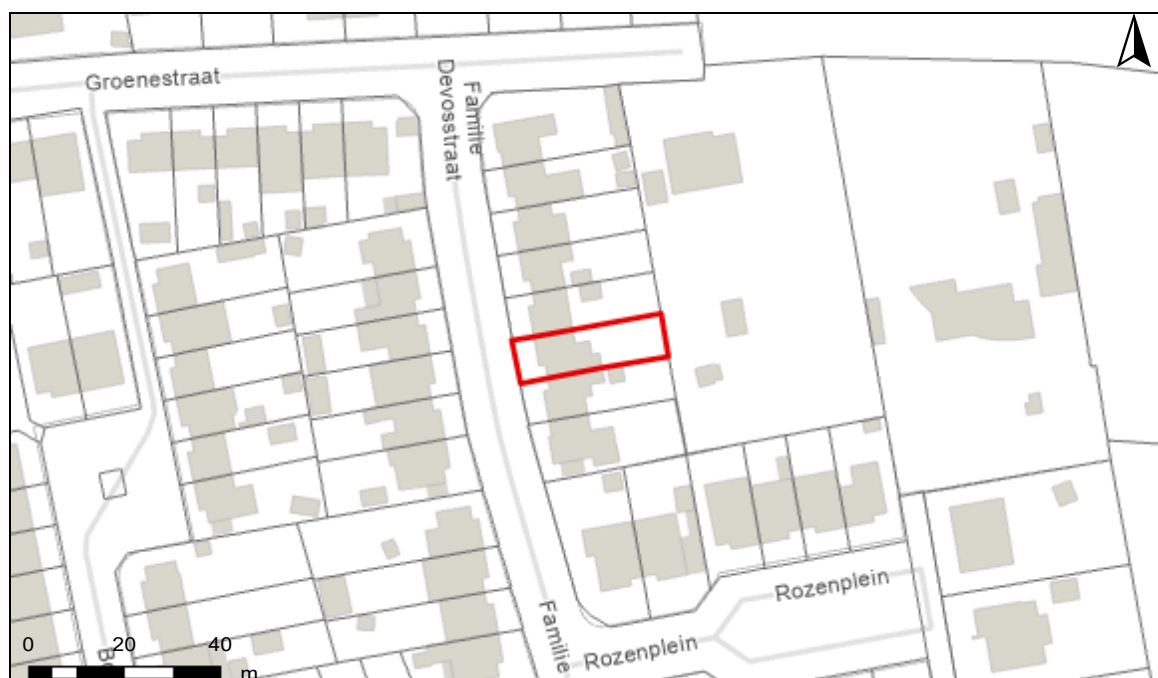 Groenestraat
Familie
Devosstraat
Rozenplein
Rozenplein
Familie
0 20 40
m